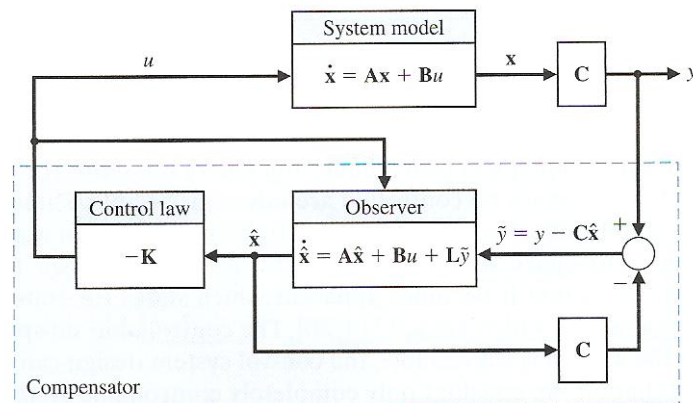 System model
u
ẋ = Ax + Bu
x
C
y
Control law
−K
x̂
Observer
x̂̇ = Ax̂ + Bu + Lỹ
ỹ = y − Cx̂
+
−
C
Compensator